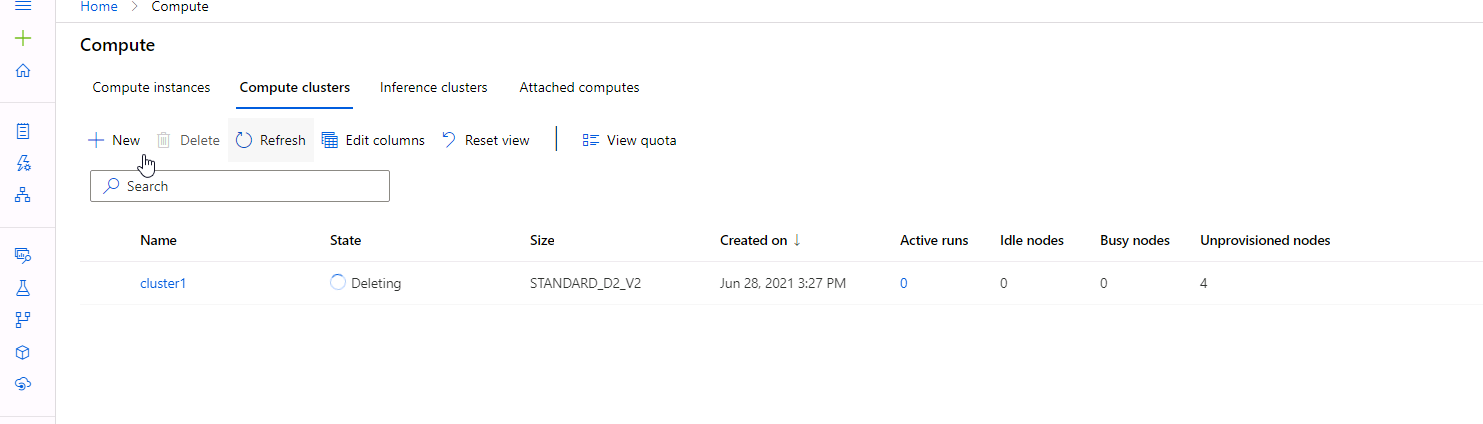 Home > Compute
Compute
Compute instances Compute clusters Inference clusters Attached computes
New Delete Refresh Edit columns Reset view View quota
Search
Name State Size Created on ↓ Active runs Idle nodes Busy nodes Unprovisioned nodes
cluster1 Deleting STANDARD_D2_V2 Jun 28, 2021 3:27 PM 0 0 0 4